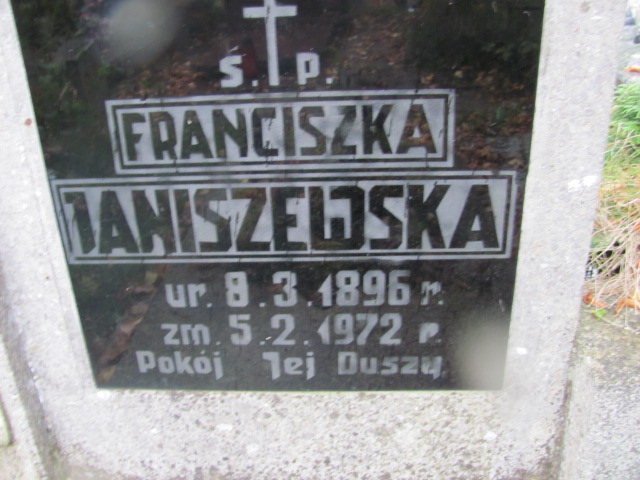 ś. p.
FRANCISZKA
JANISZEWSKA
ur. 8.3.1896 r.
zm. 5.2.1972 r.
Pokój Jej Duszy